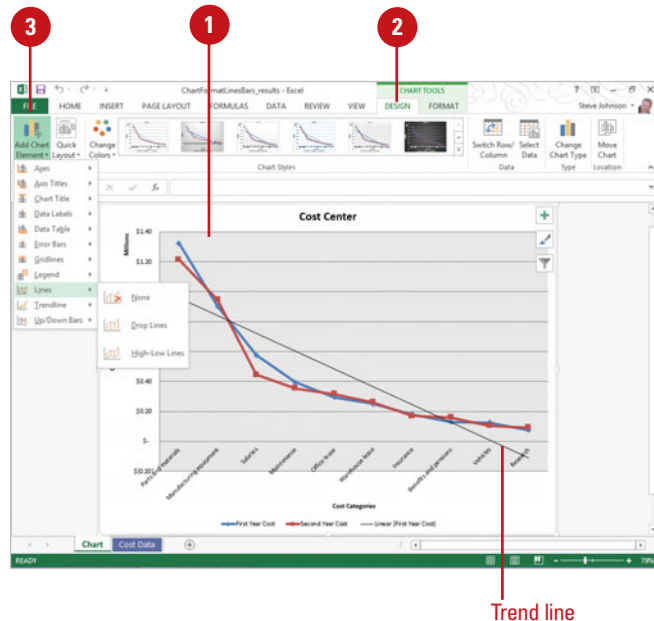 3 1 2
ChartFormatLinesBars_results - Excel CHART TOOLS
FILE HOME INSERT PAGE LAYOUT FORMULAS DATA REVIEW VIEW DESIGN FORMAT Steve Johnson
Add Chart Element Quick Layout Change Colors Switch Row/ Column Select Data Change Chart Type Move Chart
Chart Styles Data Type Location
Axes
Axis Titles
Chart Title
Data Labels
Data Table
Error Bars
Gridlines
Legend
Lines
Trendline
Up/Down Bars
None
Drop Lines
High-Low Lines
fx
Cost Center
Millions
$1.40
$1.20
$0.40
$0.20
$-
$(0.20)
Parts and materials
Manufacturing equipment
Salaries
Maintenance
Office lease
Warehouse lease
Insurance
Benefits and pensions
Vehicles
Research
Cost Categories
First Year Cost Second Year Cost Linear (First Year Cost)
Chart Cost Data
READY 79%
Trend line